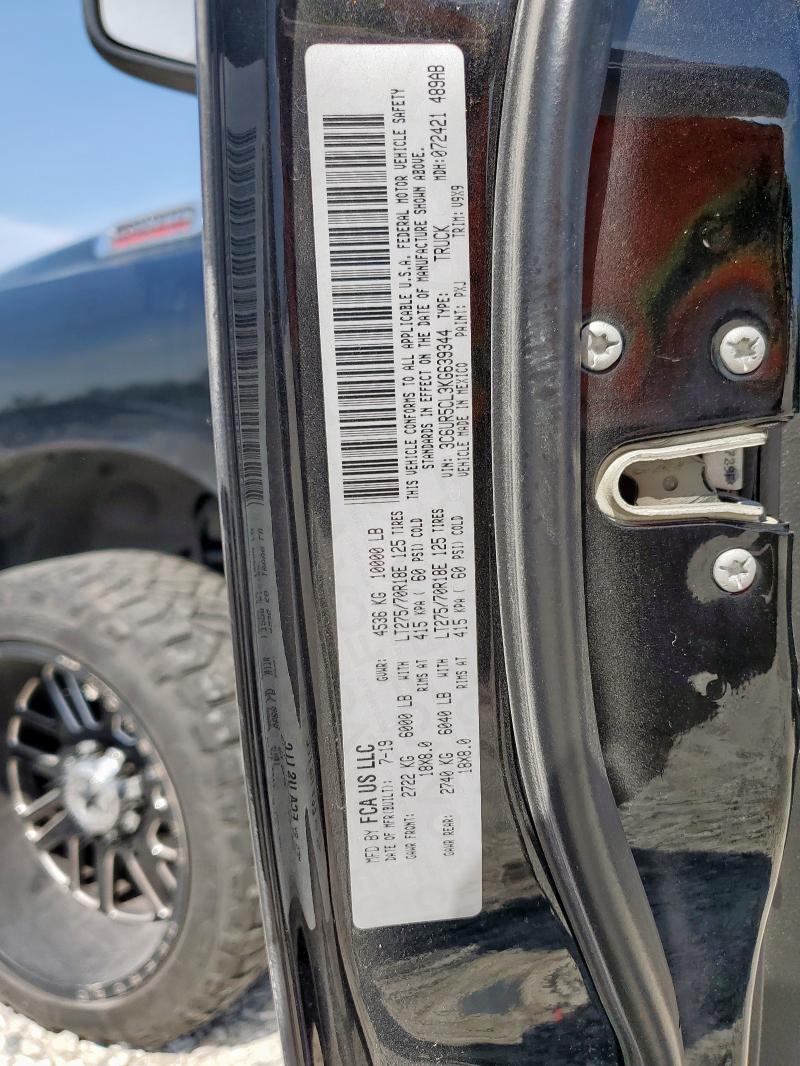 MFD BY FCA US LLC
DATE OF MFR(BUILT): 7-19 GVWR: 4536 KG 10000 LB
GAWR FRONT: 2722 KG 6000 LB WITH LT275/70R18E 125 TIRES
18X8.0 RIMS AT 415 KPA ( 60 PSI) COLD
GAWR REAR: 2740 KG 6040 LB WITH LT275/70R18E 125 TIRES
18X8.0 RIMS AT 415 KPA ( 60 PSI) COLD
THIS VEHICLE CONFORMS TO ALL APPLICABLE U.S.A. FEDERAL MOTOR VEHICLE SAFETY
STANDARDS IN EFFECT ON THE DATE OF MANUFACTURE SHOWN ABOVE.
VIN: 3C6UR5CL3KG639344 TYPE: TRUCK MDH:072421 489AB
VEHICLE MADE IN MEXICO PAINT: PXJ TRIM: V9X9